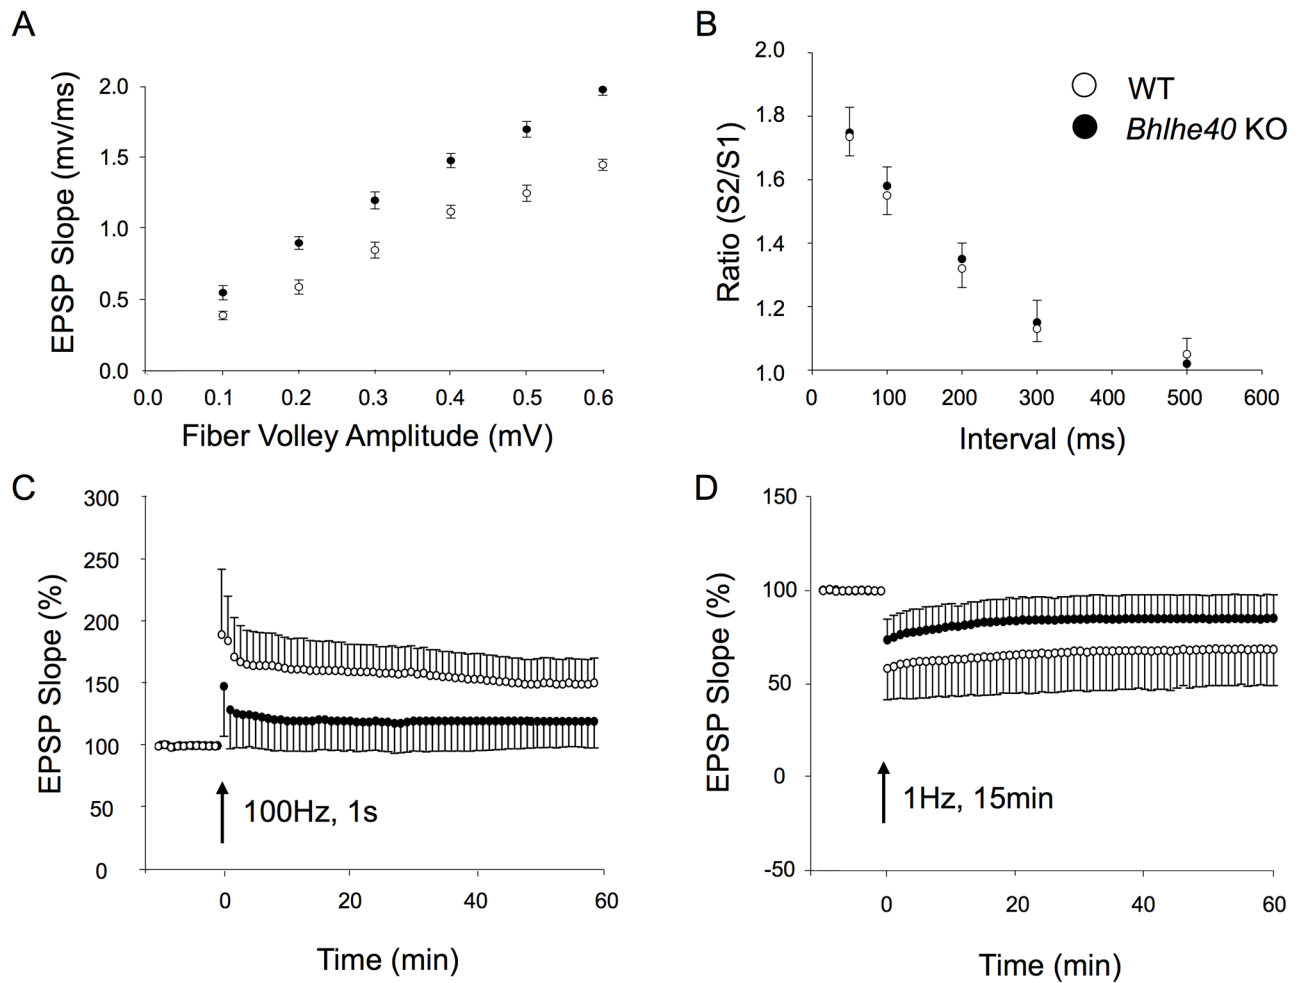 A
EPSP Slope (mv/ms)
2.0
1.5
1.0
0.5
0.0
0.0 0.1 0.2 0.3 0.4 0.5 0.6
Fiber Volley Amplitude (mV)
B
Ratio (S2/S1)
2.0
1.8
1.6
1.4
1.2
1.0
0 100 200 300 400 500 600
Interval (ms)
WT
Bhlhe40 KO
C
EPSP Slope (%)
300
250
200
150
100
50
0
100Hz, 1s
0 20 40 60
Time (min)
D
EPSP Slope (%)
150
100
50
0
-50
1Hz, 15min
0 20 40 60
Time (min)